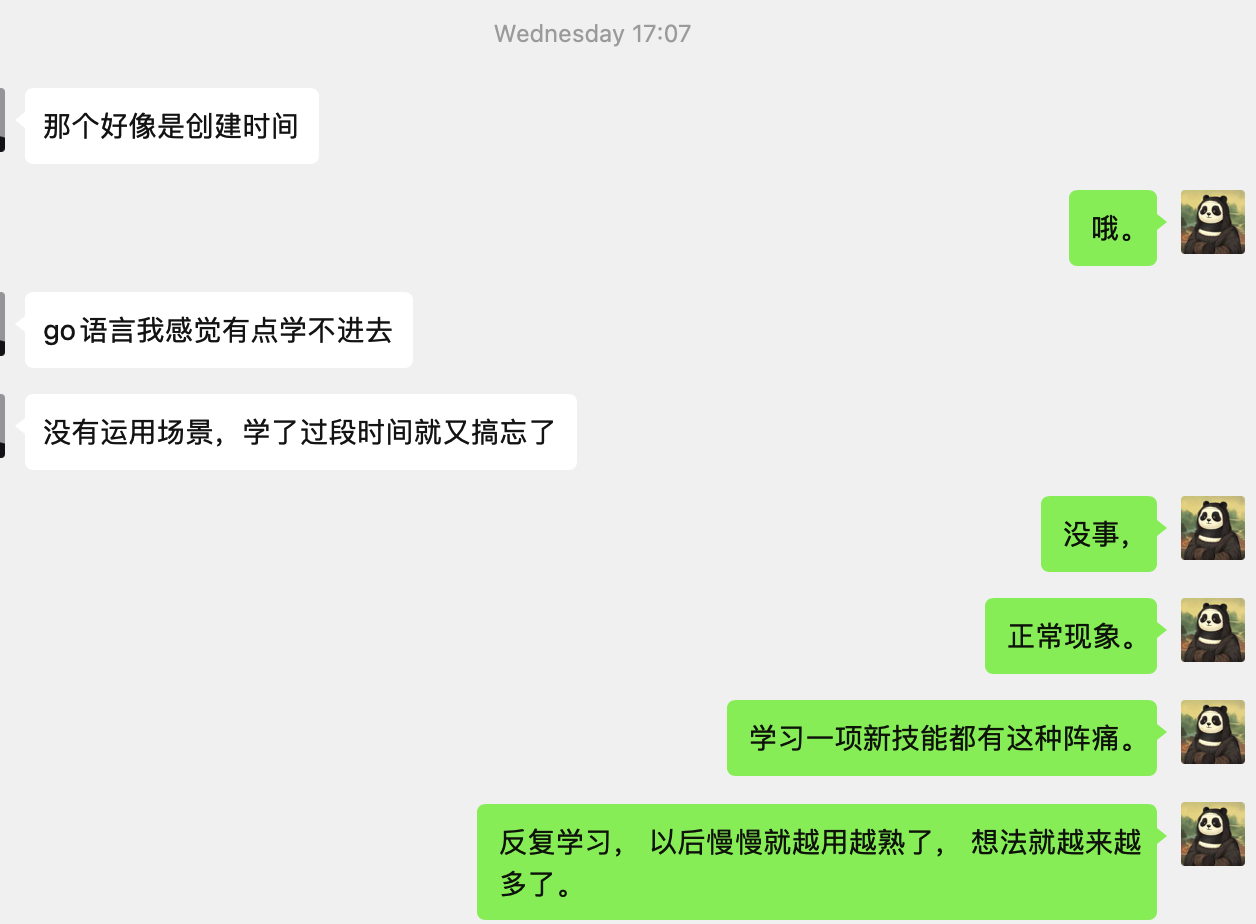 Wednesday 17:07
那个好像是创建时间
哦。
go语言我感觉有点学不进去
没有运用场景，学了过段时间就又搞忘了
没事，
正常现象。
学习一项新技能都有这种阵痛。
反复学习， 以后慢慢就越用越熟了， 想法就越来越
多了。